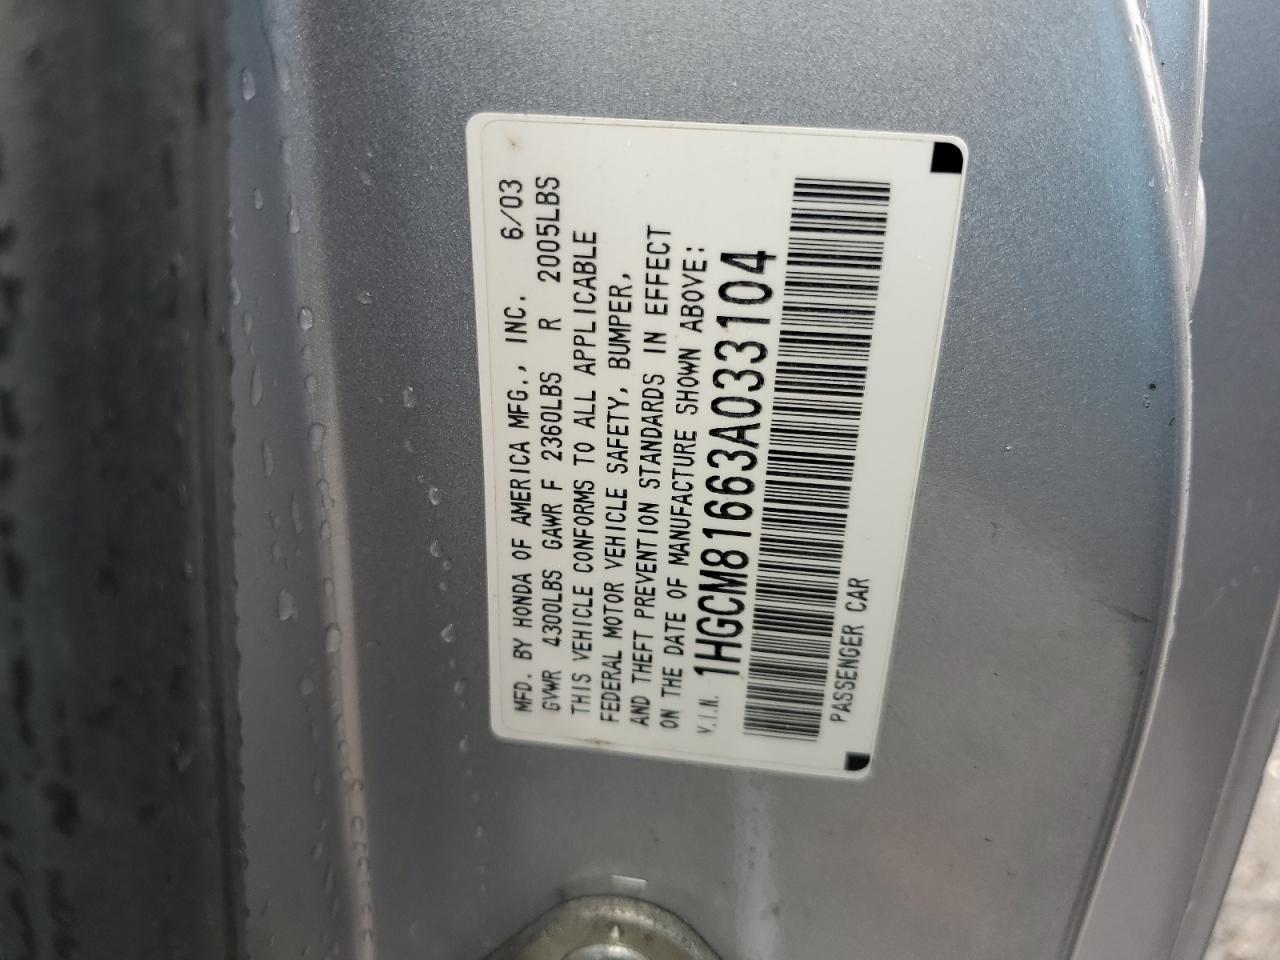 MFD. BY HONDA OF AMERICA MFG., INC. 6/03
GVWR 4300LBS GAWR F 2360LBS R 2005LBS
THIS VEHICLE CONFORMS TO ALL APPLICABLE
FEDERAL MOTOR VEHICLE SAFETY, BUMPER,
AND THEFT PREVENTION STANDARDS IN EFFECT
ON THE DATE OF MANUFACTURE SHOWN ABOVE:
V.I.N. 1HGCM81663A033104
PASSENGER CAR